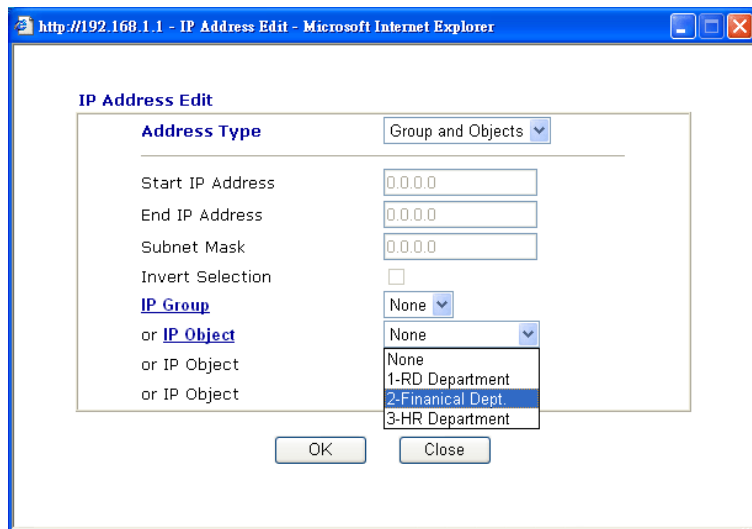 http://192.168.1.1 - IP Address Edit - Microsoft Internet Explorer
IP Address Edit
Address Type Group and Objects
Start IP Address 0.0.0.0
End IP Address 0.0.0.0
Subnet Mask 0.0.0.0
Invert Selection
IP Group None
or IP Object None
None
or IP Object 1-RD Department
2-Finanical Dept.
or IP Object 3-HR Department
OK Close